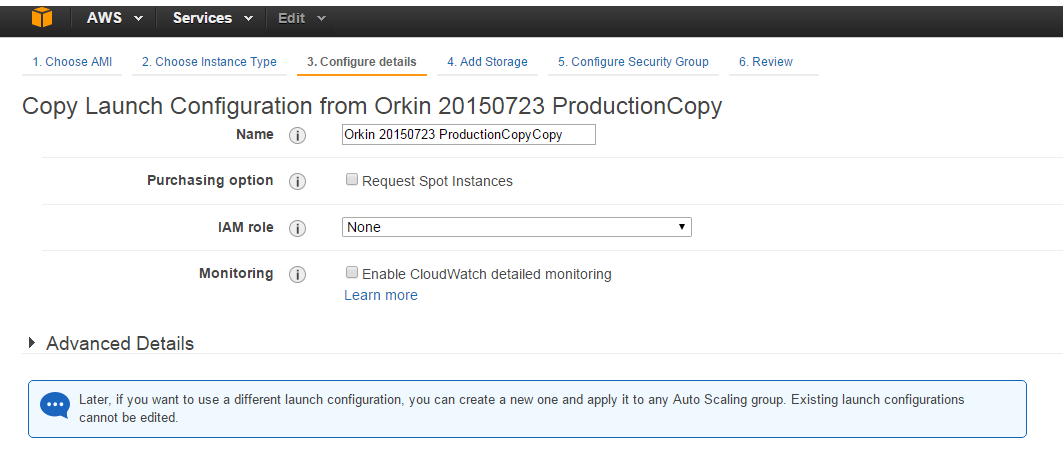 AWS Services Edit
1. Choose AMI 2. Choose Instance Type 3. Configure details 4. Add Storage 5. Configure Security Group 6. Review
Copy Launch Configuration from Orkin 20150723 ProductionCopy
Name i Orkin 20150723 ProductionCopyCopy
Purchasing option i Request Spot Instances
IAM role i None
Monitoring i Enable CloudWatch detailed monitoring
Learn more
Advanced Details
Later, if you want to use a different launch configuration, you can create a new one and apply it to any Auto Scaling group. Existing launch configurations
cannot be edited.